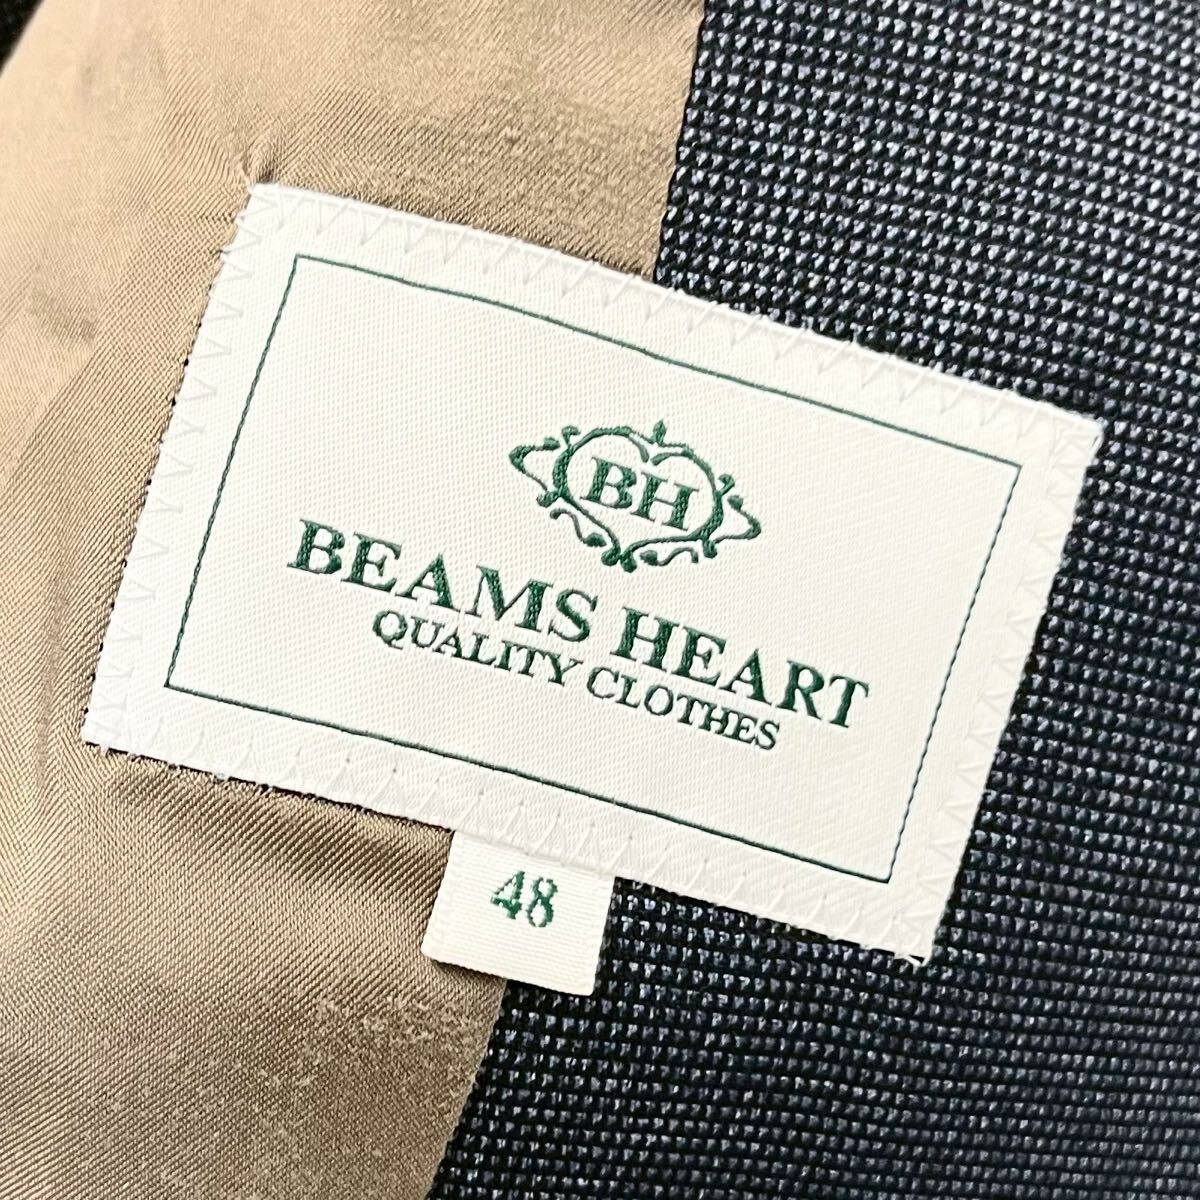 BH
BEAMS HEART
QUALITY CLOTHES
48